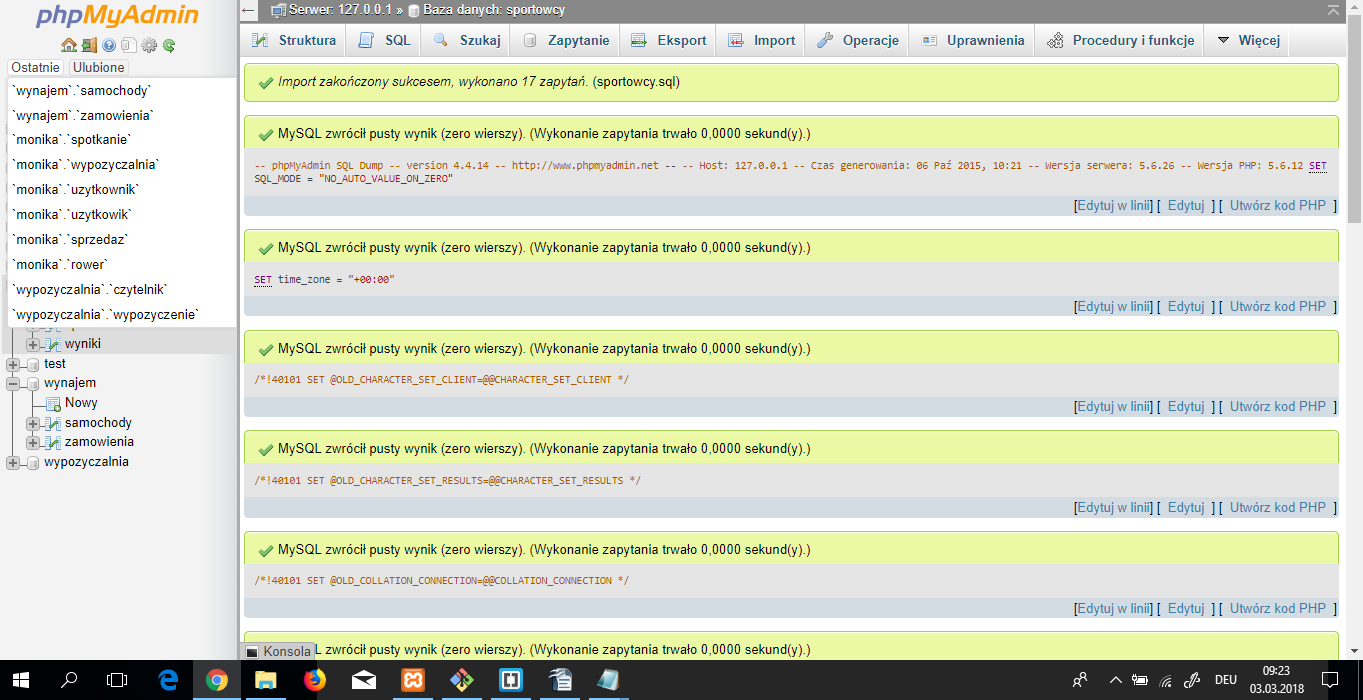 phpMyAdmin
Ostatnie Ulubione
`wynajem`.`samochody`
`wynajem`.`zamowienia`
`monika`.`spotkanie`
`monika`.`wypozyczalnia`
`monika`.`uzytkownik`
`monika`.`uzytkowik`
`monika`.`sprzedaz`
`monika`.`rower`
`wypozyczalnia`.`czytelnik`
`wypozyczalnia`.`wypozyczenie`
wyniki
test
wynajem
Nowy
samochody
zamowienia
wypozyczalnia
Serwer: 127.0.0.1 » Baza danych: sportowcy
Struktura SQL Szukaj Zapytanie Eksport Import Operacje Uprawnienia Procedury i funkcje Więcej
Import zakończony sukcesem, wykonano 17 zapytań. (sportowcy.sql)
MySQL zwrócił pusty wynik (zero wierszy). (Wykonanie zapytania trwało 0,0000 sekund(y).)
-- phpMyAdmin SQL Dump -- version 4.4.14 -- http://www.phpmyadmin.net -- -- Host: 127.0.0.1 -- Czas generowania: 06 Paź 2015, 10:21 -- Wersja serwera: 5.6.26 -- Wersja PHP: 5.6.12 SET
SQL_MODE = "NO_AUTO_VALUE_ON_ZERO"
[Edytuj w linii] [ Edytuj ] [ Utwórz kod PHP ]
MySQL zwrócił pusty wynik (zero wierszy). (Wykonanie zapytania trwało 0,0000 sekund(y).)
SET time_zone = "+00:00"
[Edytuj w linii] [ Edytuj ] [ Utwórz kod PHP ]
MySQL zwrócił pusty wynik (zero wierszy). (Wykonanie zapytania trwało 0,0000 sekund(y).)
/*!40101 SET @OLD_CHARACTER_SET_CLIENT=@@CHARACTER_SET_CLIENT */
[Edytuj w linii] [ Edytuj ] [ Utwórz kod PHP ]
MySQL zwrócił pusty wynik (zero wierszy). (Wykonanie zapytania trwało 0,0000 sekund(y).)
/*!40101 SET @OLD_CHARACTER_SET_RESULTS=@@CHARACTER_SET_RESULTS */
[Edytuj w linii] [ Edytuj ] [ Utwórz kod PHP ]
MySQL zwrócił pusty wynik (zero wierszy). (Wykonanie zapytania trwało 0,0000 sekund(y).)
/*!40101 SET @OLD_COLLATION_CONNECTION=@@COLLATION_CONNECTION */
[Edytuj w linii] [ Edytuj ] [ Utwórz kod PHP ]
Konsola L zwrócił pusty wynik (zero wierszy). (Wykonanie zapytania trwało 0,0000 sekund(y).)
DEU
09:23
03.03.2018